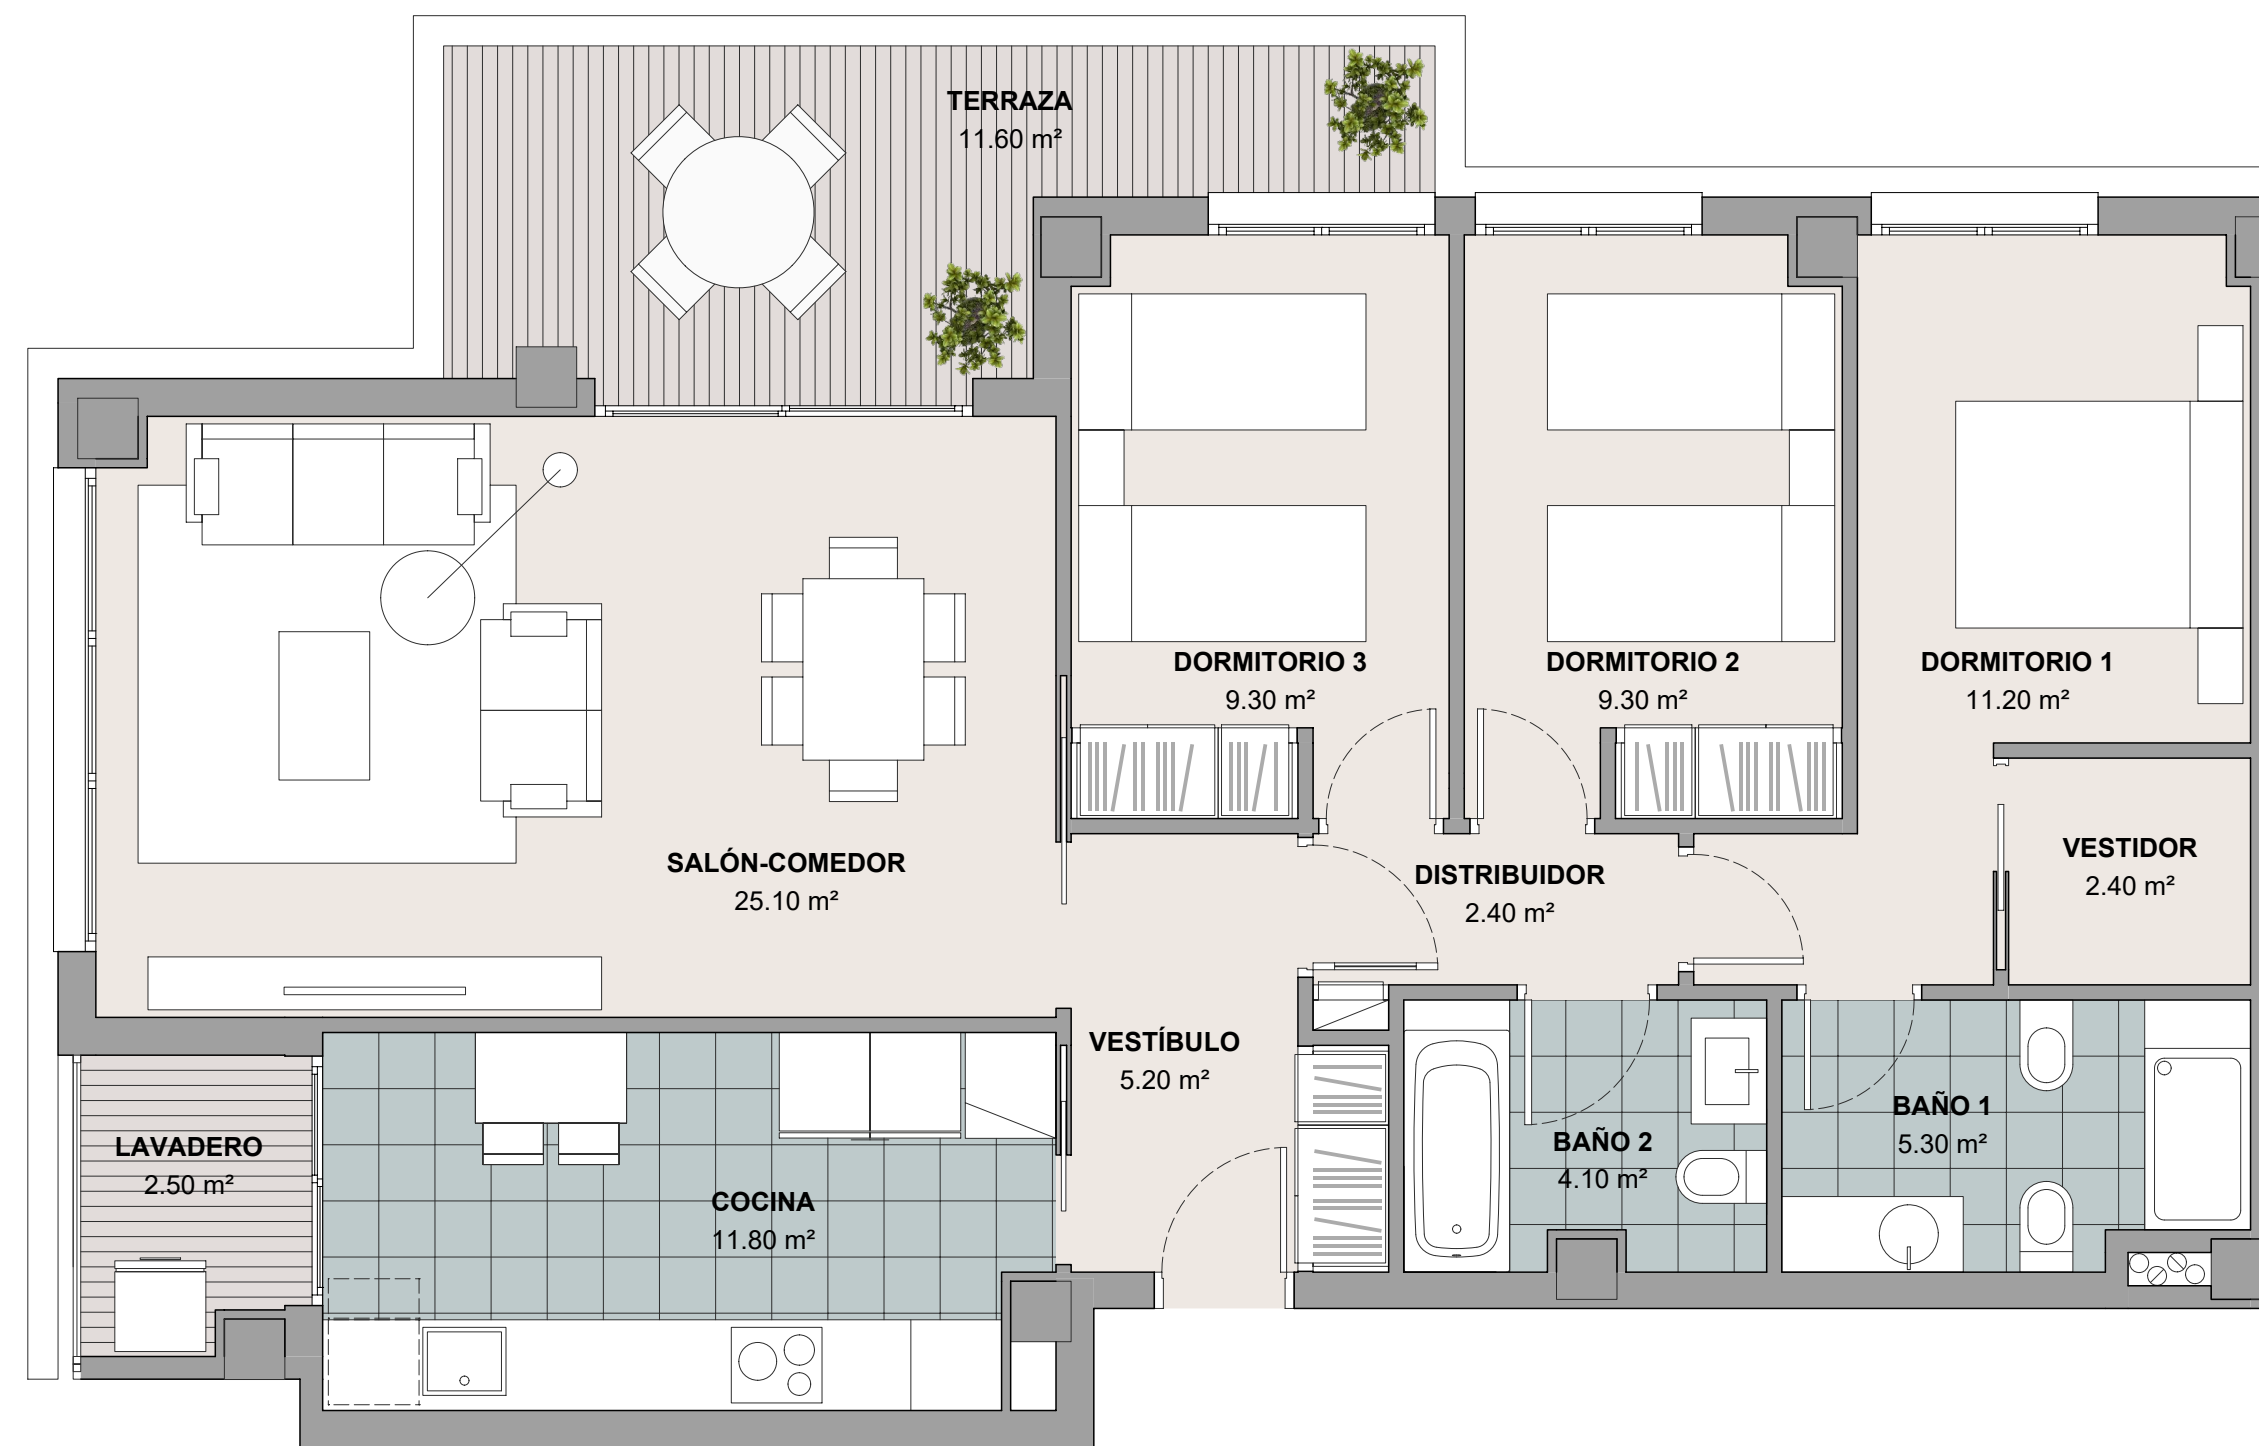 TERRAZA
11.60 m²
DORMITORIO 3
9.30 m²
DORMITORIO 2
9.30 m²
DORMITORIO 1
11.20 m²
SALÓN-COMEDOR
25.10 m²
DISTRIBUIDOR
2.40 m²
VESTIDOR
2.40 m²
VESTÍBULO
5.20 m²
LAVADERO
2.50 m²
COCINA
11.80 m²
BAÑO 2
4.10 m²
BAÑO 1
5.30 m²